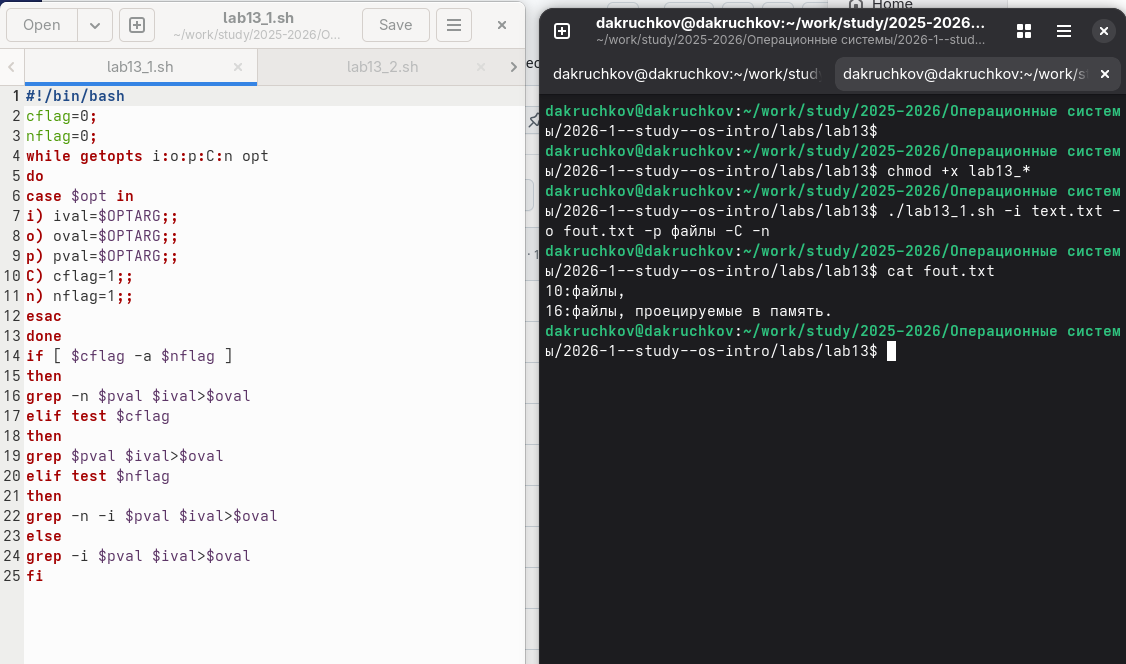 Open
lab13_1.sh
~/work/study/2025-2026/O...
Save
lab13_1.sh
lab13_2.sh
1 #!/bin/bash
2 cflag=0;
3 nflag=0;
4 while getopts i:o:p:C:n opt
5 do
6 case $opt in
7 i) ival=$OPTARG;;
8 o) oval=$OPTARG;;
9 p) pval=$OPTARG;;
10 C) cflag=1;;
11 n) nflag=1;;
12 esac
13 done
14 if [ $cflag -a $nflag ]
15 then
16 grep -n $pval $ival>$oval
17 elif test $cflag
18 then
19 grep $pval $ival>$oval
20 elif test $nflag
21 then
22 grep -n -i $pval $ival>$oval
23 else
24 grep -i $pval $ival>$oval
25 fi
Home
dakruchkov@dakruchkov:~/work/study/2025-2026...
~/work/study/2025-2026/Операционные системы/2026-1--stud...
dakruchkov@dakruchkov:~/work/stud
dakruchkov@dakruchkov:~/work/s
dakruchkov@dakruchkov:~/work/study/2025-2026/Операционные систем
ы/2026-1--study--os-intro/labs/lab13$
dakruchkov@dakruchkov:~/work/study/2025-2026/Операционные систем
ы/2026-1--study--os-intro/labs/lab13$ chmod +x lab13_*
dakruchkov@dakruchkov:~/work/study/2025-2026/Операционные систем
ы/2026-1--study--os-intro/labs/lab13$ ./lab13_1.sh -i text.txt -
o fout.txt -p файлы -C -n
dakruchkov@dakruchkov:~/work/study/2025-2026/Операционные систем
ы/2026-1--study--os-intro/labs/lab13$ cat fout.txt
10:файлы,
16:файлы, проецируемые в память.
dakruchkov@dakruchkov:~/work/study/2025-2026/Операционные систем
ы/2026-1--study--os-intro/labs/lab13$